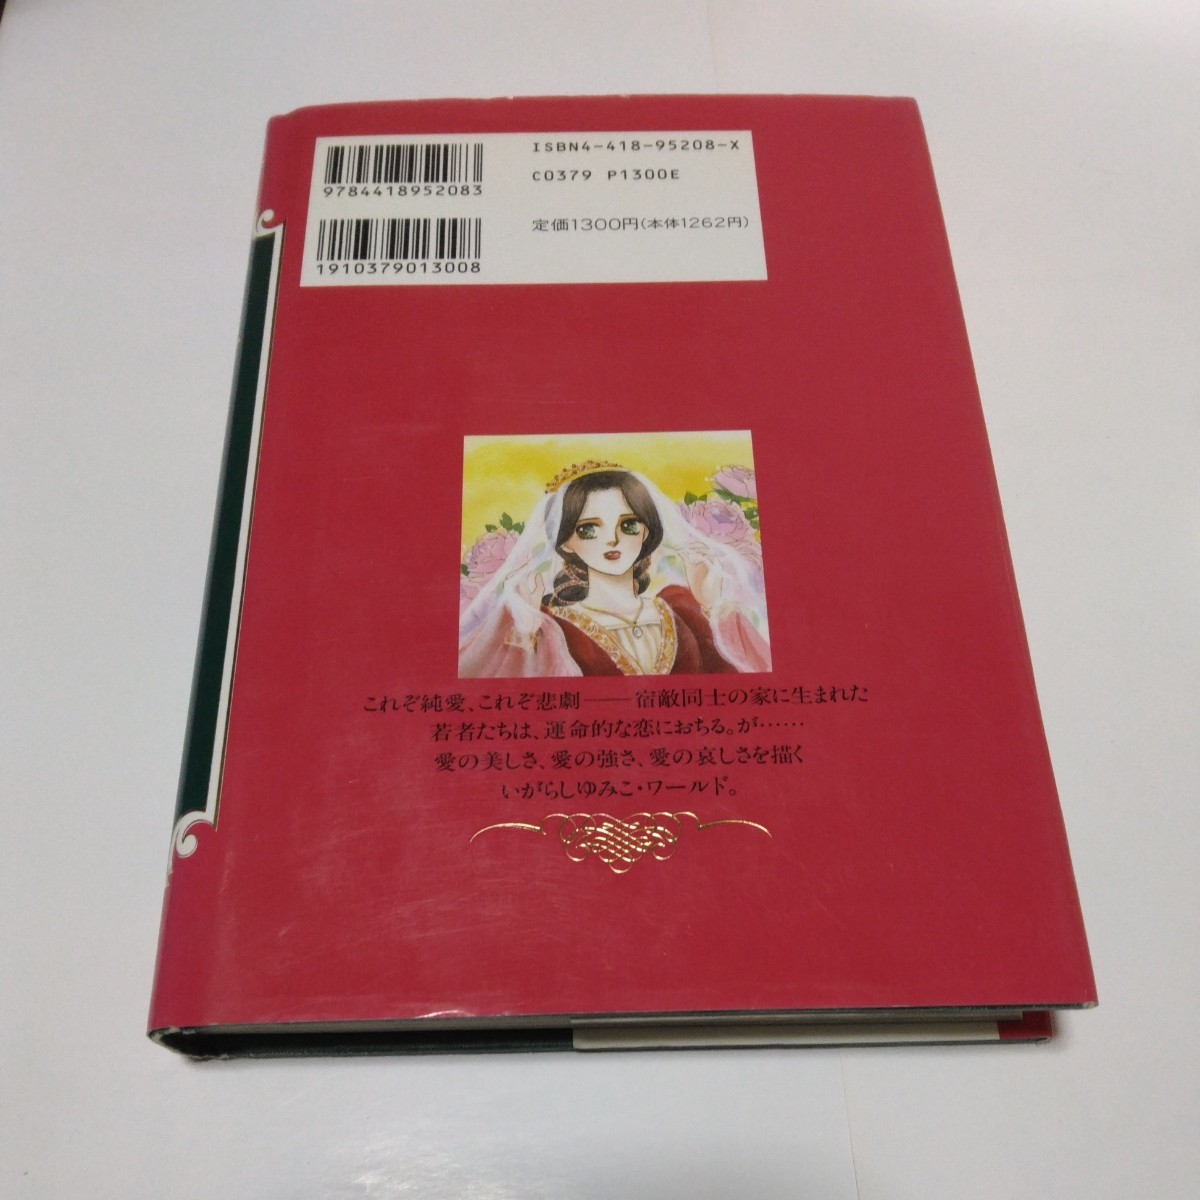 ISBN4-418-95208-X
C0379 P1300E
定価1300円(本体1262円)
9784418952083
1910379013008
これぞ純愛、これぞ悲劇――宿敵同士の家に生まれた
若者たちは、運命的な恋におちる。が……
愛の美しさ、愛の強さ、愛の哀しさを描く
いがらしゆみこ・ワールド。